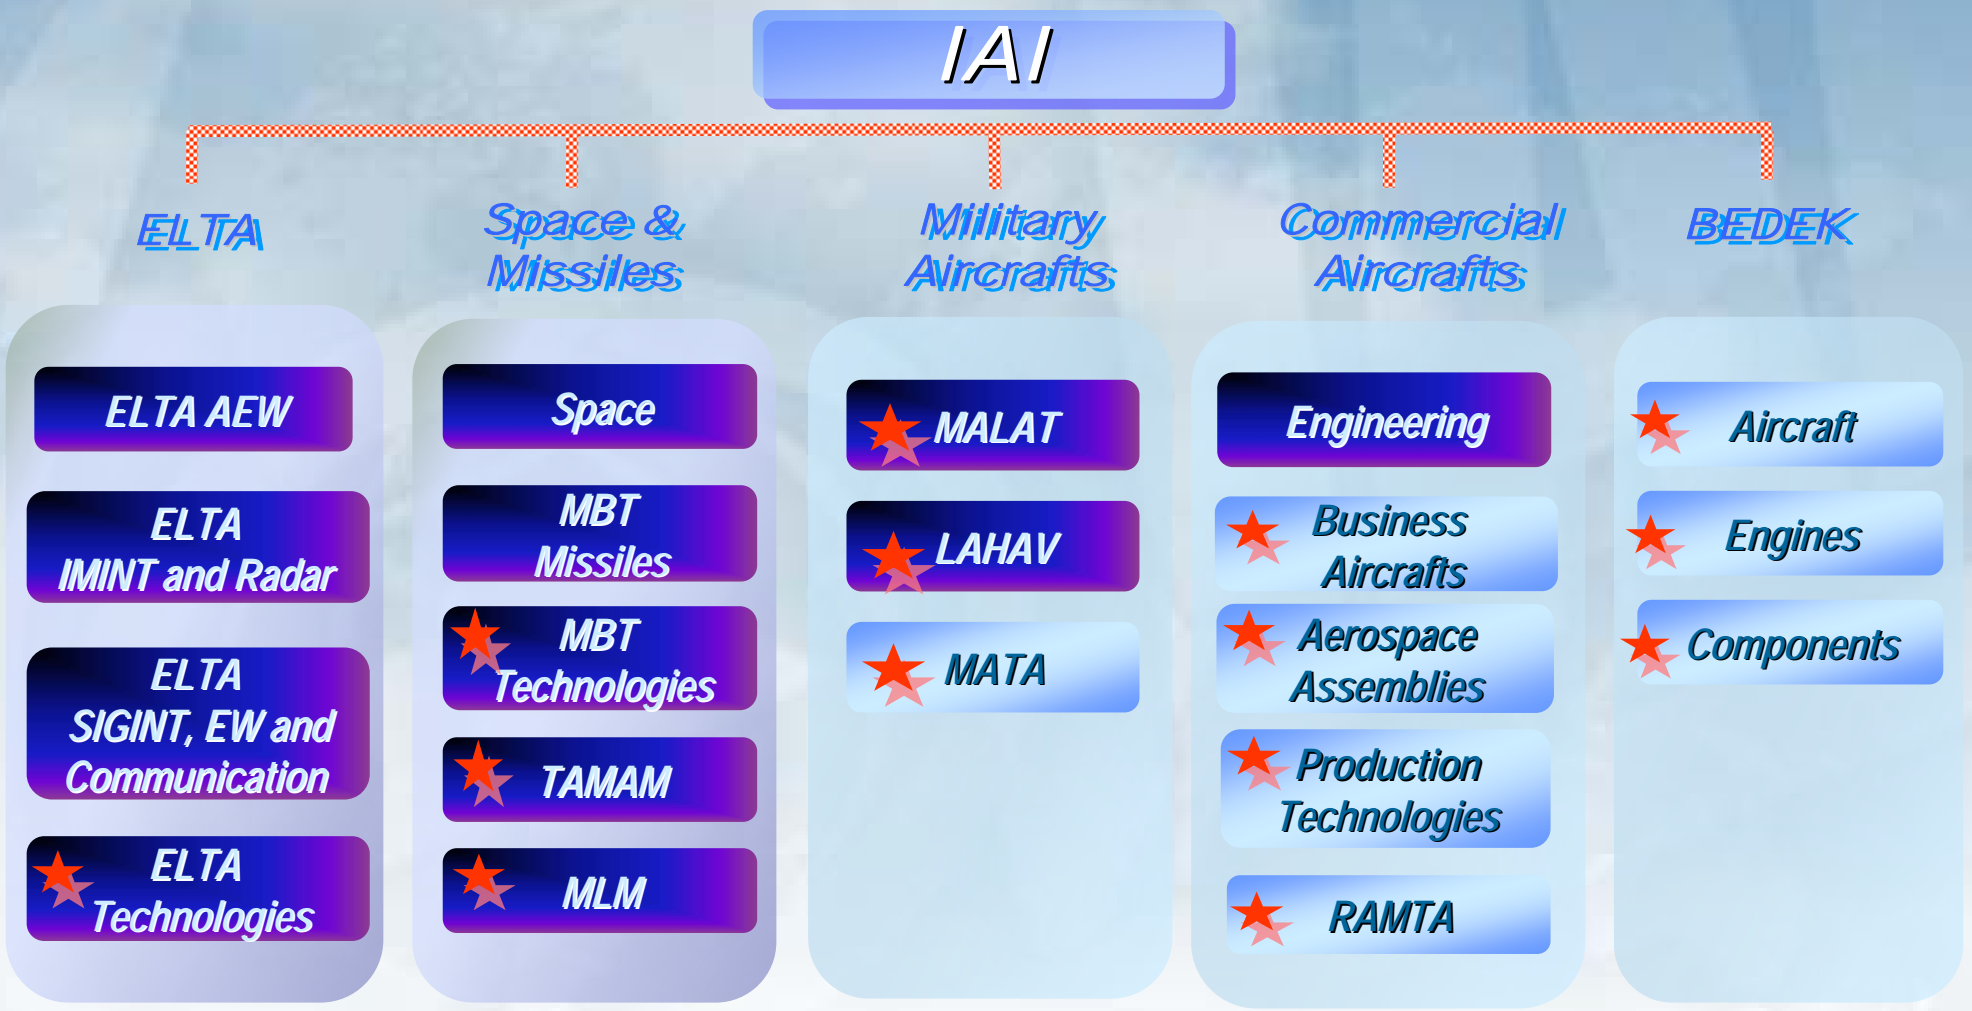 IAI
ELTA
Space &
Missiles
Military
Aircrafts
Commercial
Aircrafts
BEDEK
ELTA AEW
ELTA
IMINT and Radar
ELTA
SIGINT, EW and
Communication
ELTA
Technologies
Space
MBT
Missiles
MBT
Technologies
TAMAM
MLM
MALAT
LAHAV
MATA
Engineering
Business
Aircrafts
Aerospace
Assemblies
Production
Technologies
RAMTA
Aircraft
Engines
Components